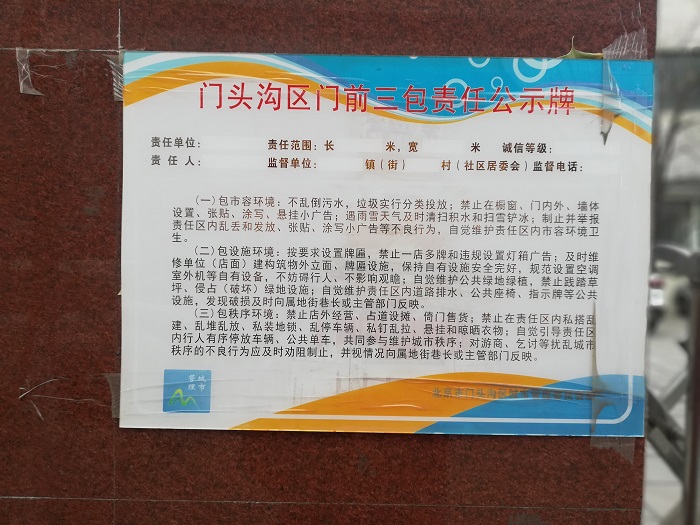 门头沟区门前三包责任公示牌
责任单位: 责任范围：长 米，宽 米 诚信等级：
责 任 人： 监督单位： 镇（街） 村（社区居委会）监督电话：
（一）包市容环境：不乱倒污水，垃圾实行分类投放；禁止在橱窗、门内外、墙体
设置、张贴、涂写、悬挂小广告；遇雨雪天气及时清扫积水和扫雪铲冰；制止并举报
责任区内乱丢和发放、张贴、涂写小广告等不良行为，自觉维护责任区内市容环境卫
生。
（二）包设施环境：按要求设置牌匾，禁止一店多牌和违规设置灯箱广告；及时维
修单位（店面）建构筑物外立面、牌匾设施，保持自有设施安全完好，规范设置空调
室外机等自有设备，不妨碍行人、不影响观瞻；自觉维护公共绿地绿植，禁止践踏草
坪、侵占（破坏）绿地设施；自觉维护责任区内道路排水、公共座椅、指示牌等公共
设施，发现破损及时向属地街巷长或主管部门反映。
（三）包秩序环境：禁止店外经营、占道设摊、倚门售货；禁止在责任区内私搭乱
建、乱堆乱放、私装地锁、乱停车辆、私钉乱拉、悬挂和晾晒衣物；自觉引导责任区
内行人有序停放车辆、公共单车，共同参与维护城市秩序；对游商、乞讨等扰乱城市
秩序的不良行为应及时劝阻制止，并视情况向属地街巷长或主管部门反映。
城市管理
北京市门头沟区城市管理委员会